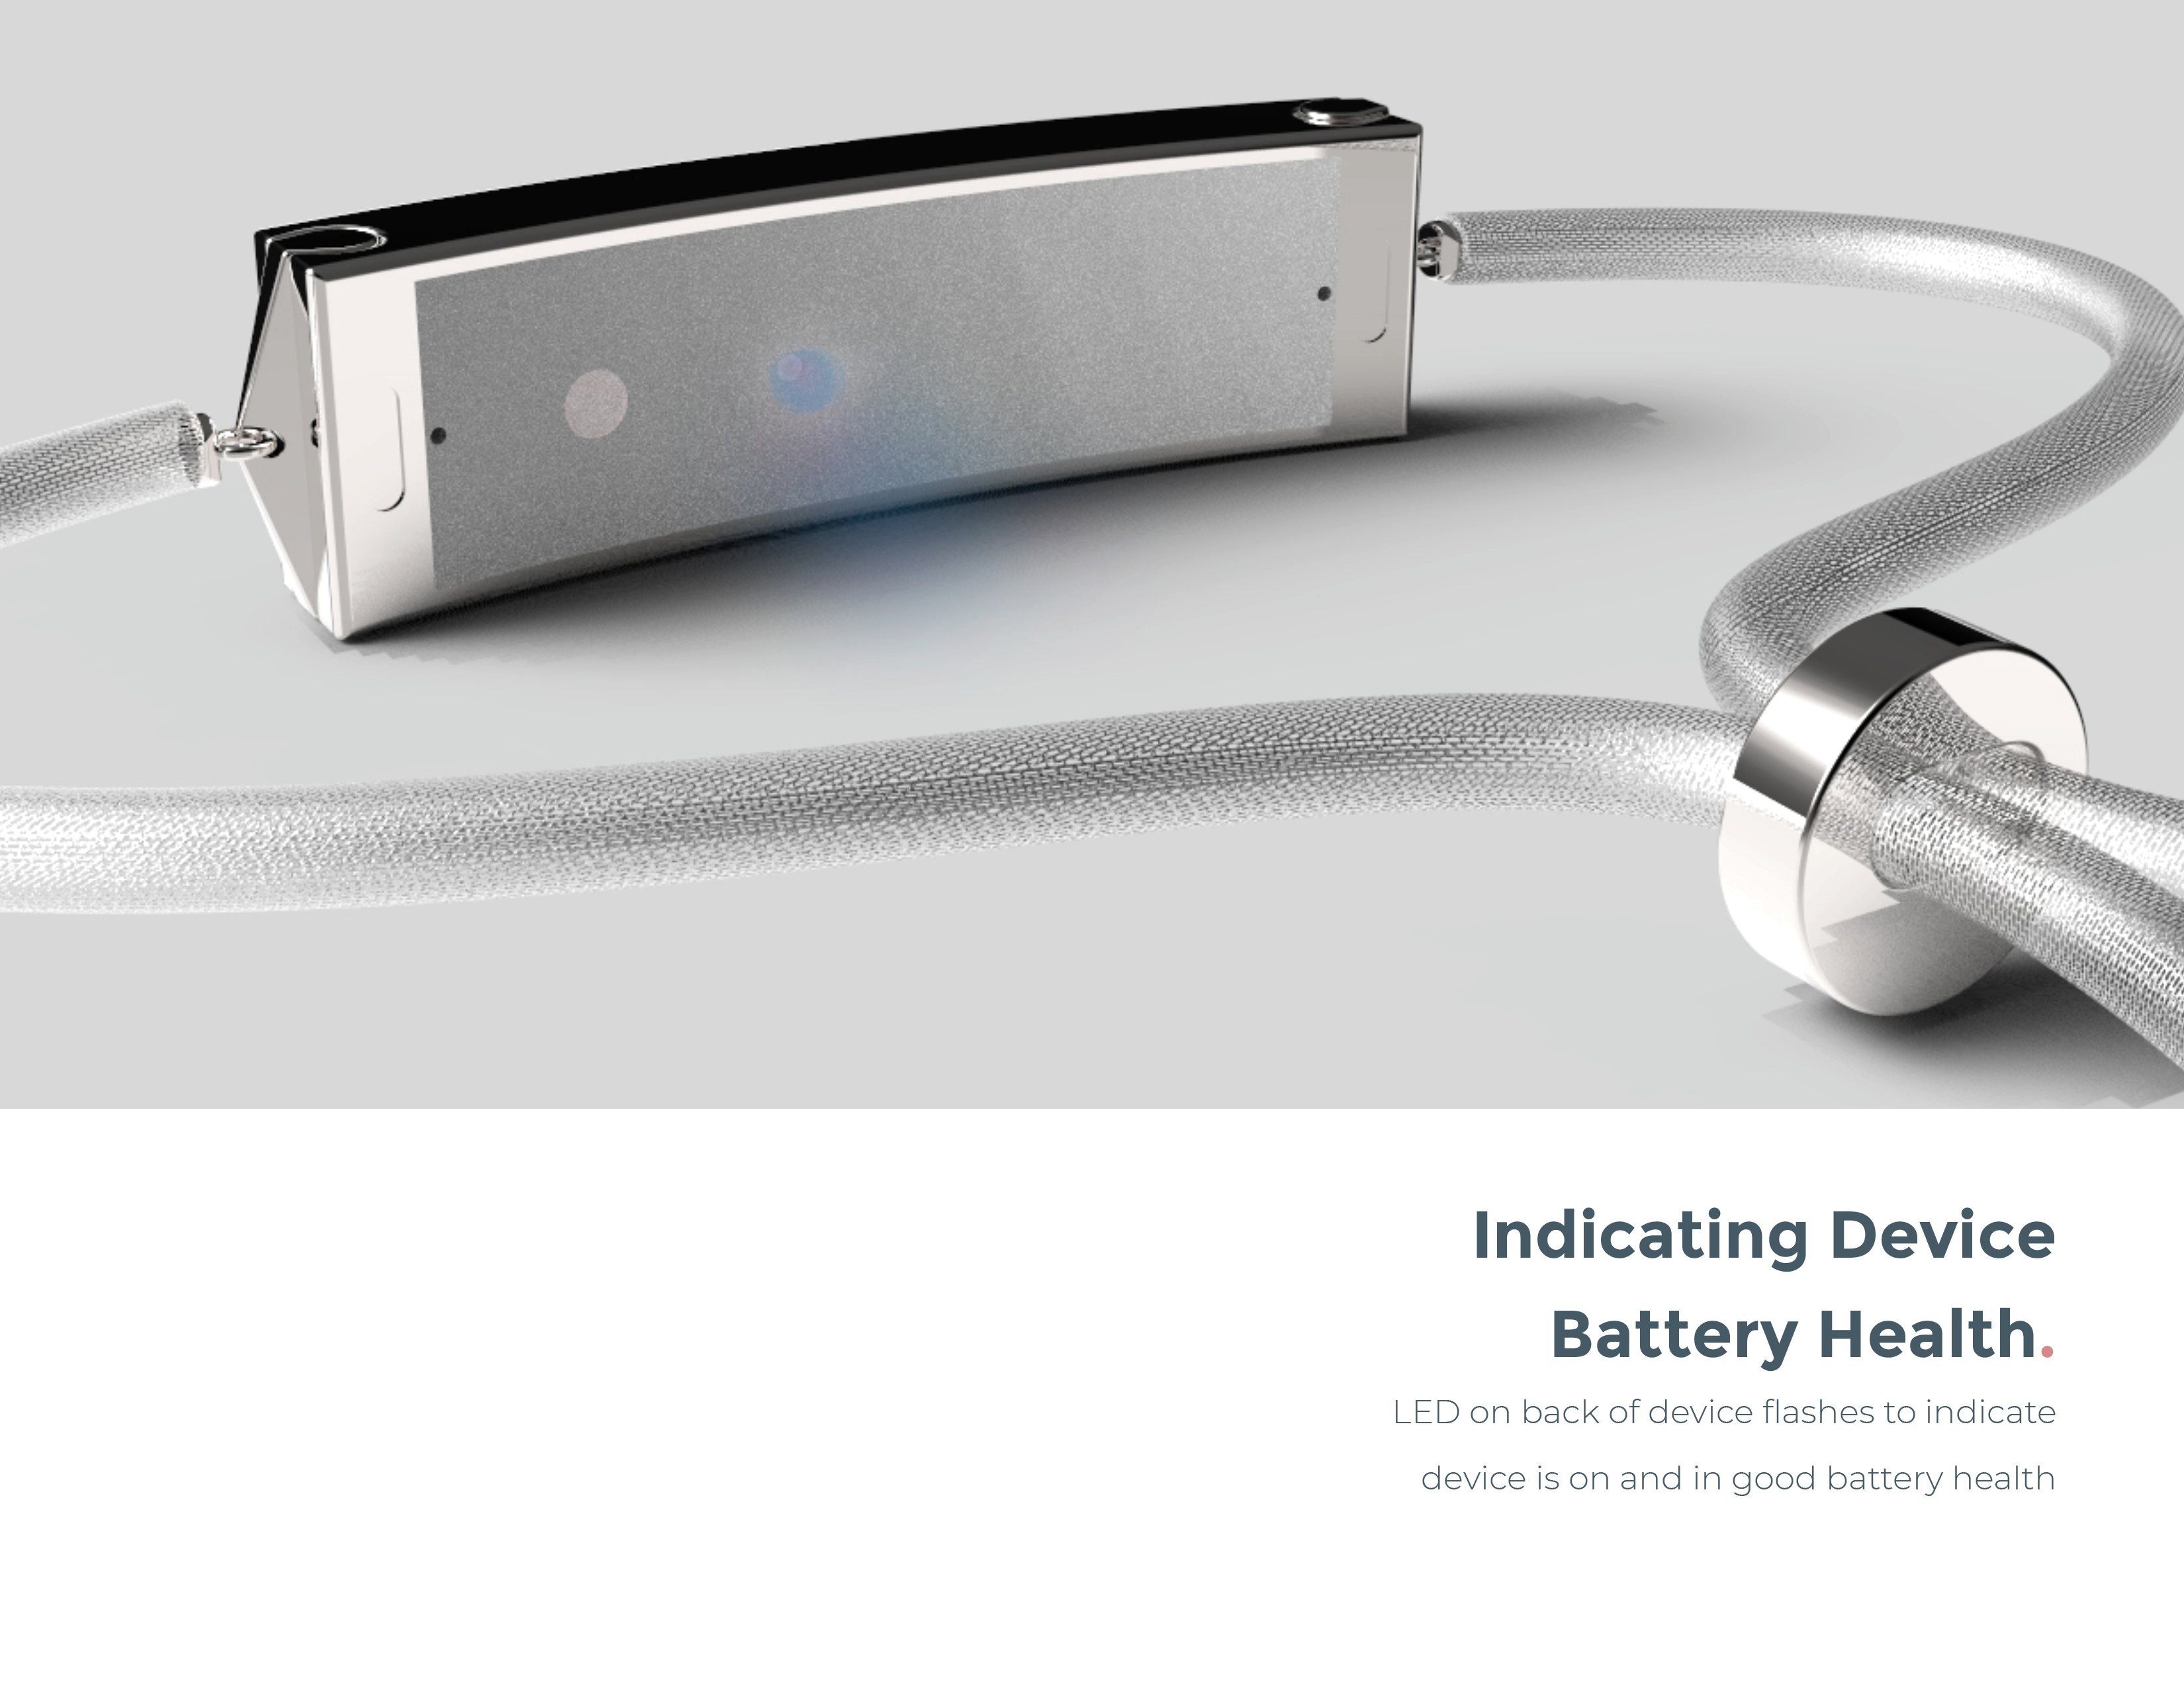 Indicating Device
Battery Health.
LED on back of device flashes to indicate
device is on and in good battery health